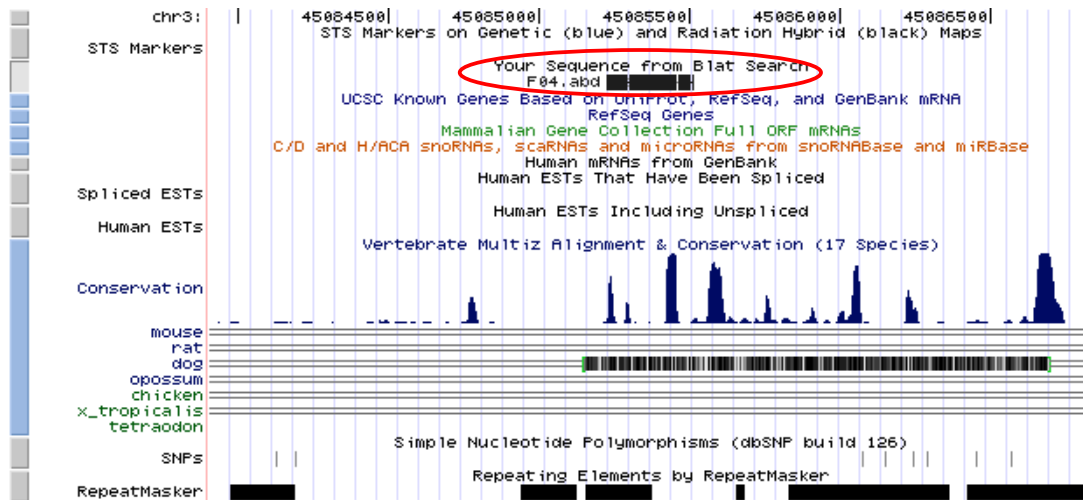 chr3: | 45084500| 45085000| 45085500| 45086000| 45086500|
STS Markers on Genetic (blue) and Radiation Hybrid (black) Maps
STS Markers
Your Sequence from Blat Search
F04.abd
UCSC Known Genes Based on UniProt, RefSeq, and GenBank mRNA
RefSeq Genes
Mammalian Gene Collection Full ORF mRNAs
C/D and H/ACA snoRNAs, scaRNAs and microRNAs from snoRNABase and miRBase
Human mRNAs from GenBank
Human ESTs That Have Been Spliced
Spliced ESTs
Human ESTs Including Unspliced
Human ESTs
Vertebrate Multiz Alignment & Conservation (17 Species)
Conservation
mouse
rat
dog
opossum
chicken
x_tropicalis
tetraodon
Simple Nucleotide Polymorphisms (dbSNP build 126)
SNPs
Repeating Elements by RepeatMasker
RepeatMasker